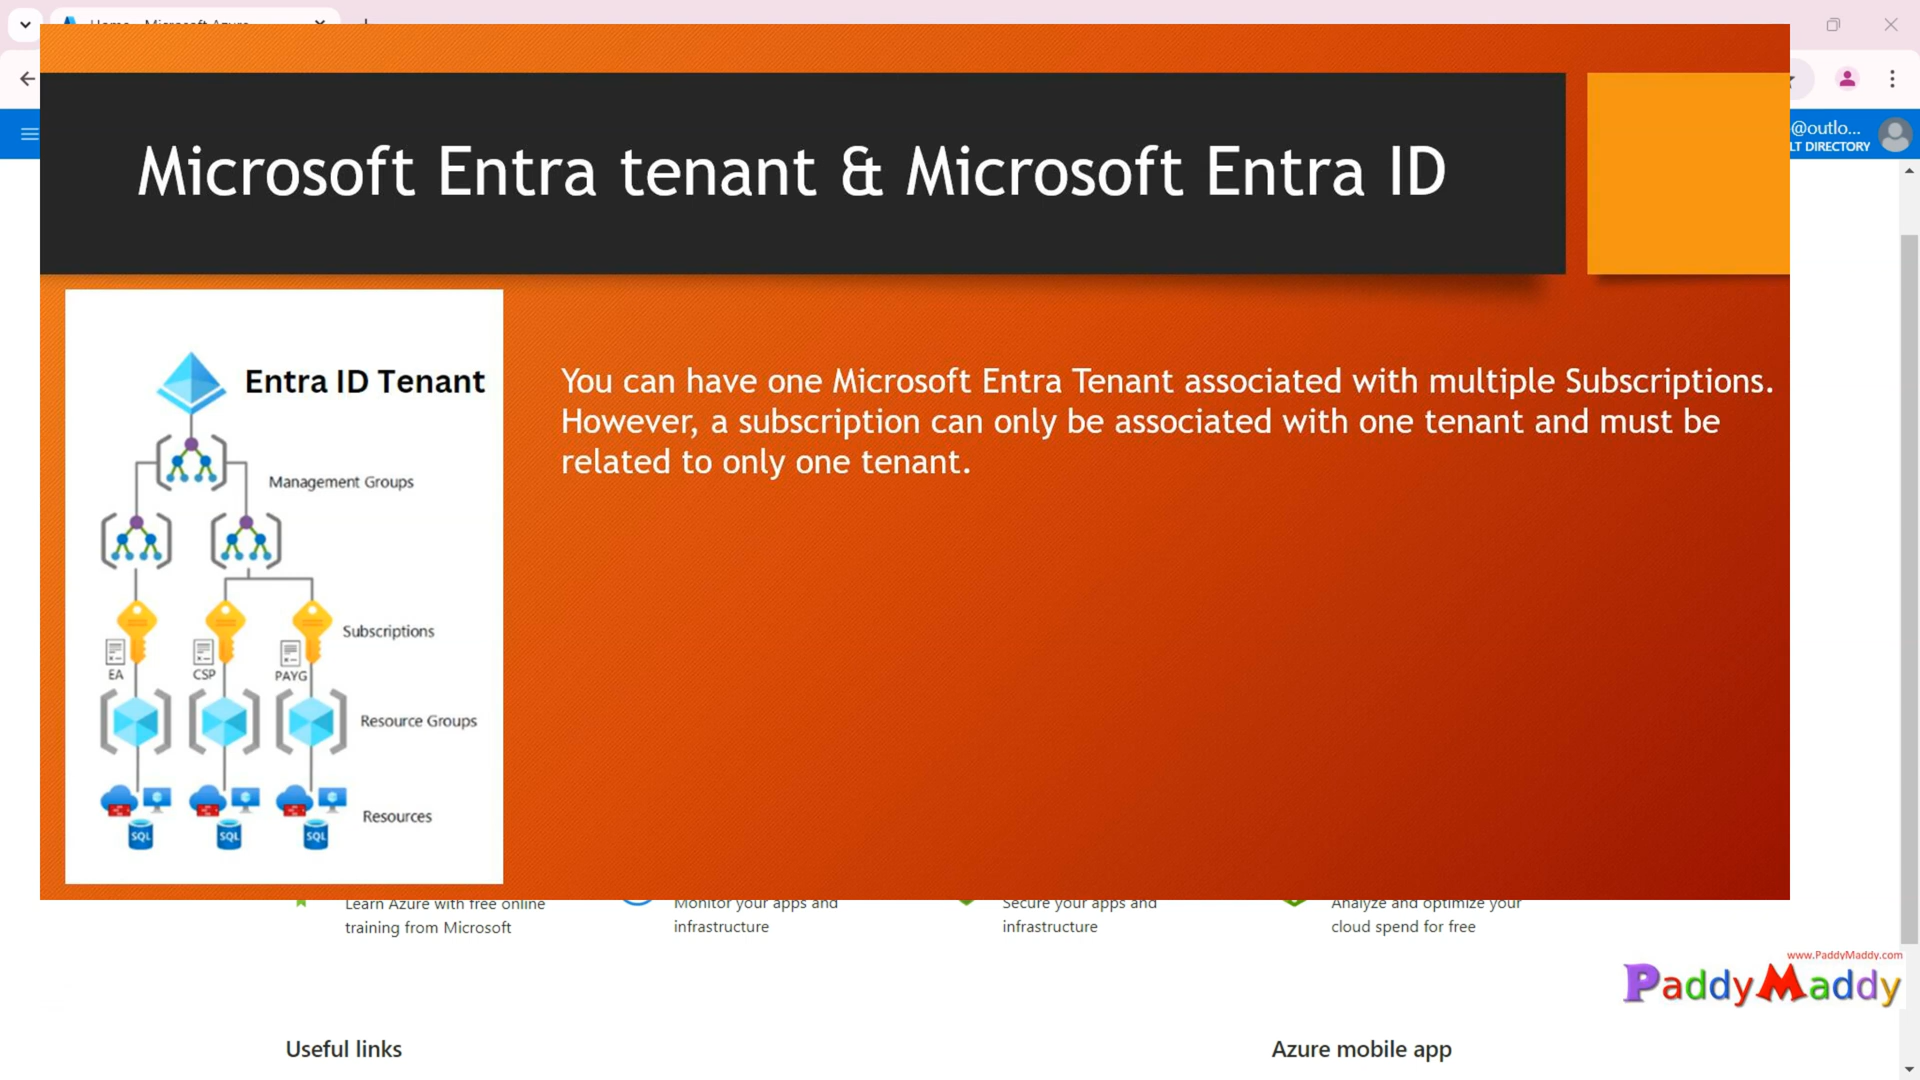 @outlo...
LT DIRECTORY
Microsoft Entra tenant & Microsoft Entra ID
Entra ID Tenant
Management Groups
Subscriptions
EA
CSP
PAYG
Resource Groups
Resources
SQL
SQL
SQL
You can have one Microsoft Entra Tenant associated with multiple Subscriptions.
However, a subscription can only be associated with one tenant and must be
related to only one tenant.
Learn Azure with free online
training from Microsoft
Monitor your apps and
infrastructure
Secure your apps and
infrastructure
Analyze and optimize your
cloud spend for free
www.PaddyMaddy.com
PaddyMaddy
Useful links
Azure mobile app